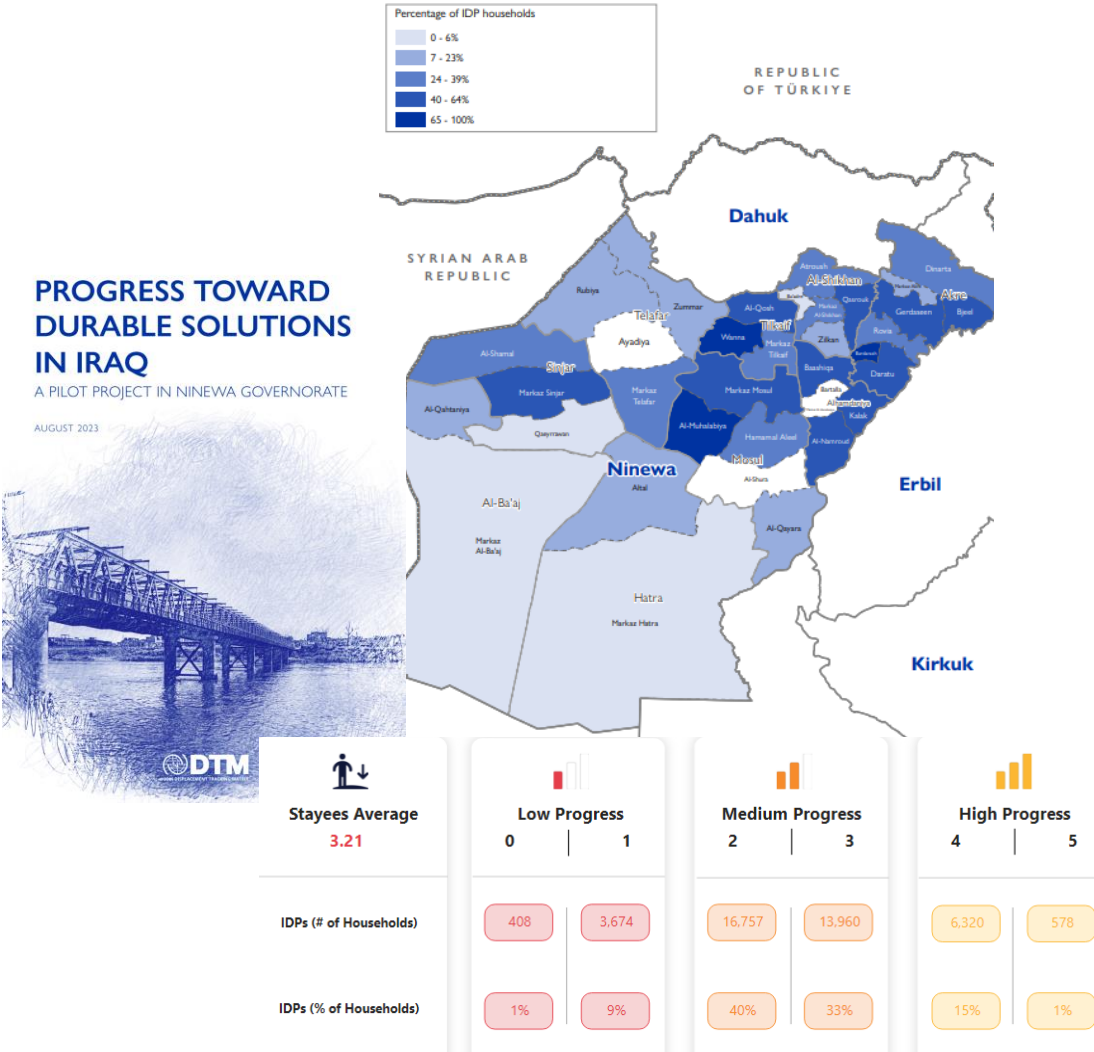 Percentage of IDP households
0 - 6%
7 - 23%
24 - 39%
40 - 64%
65 - 100%
REPUBLIC
OF TÜRKIYE
Dahuk
SYRIAN ARAB
REPUBLIC
PROGRESS TOWARD
DURABLE SOLUTIONS
IN IRAQ
A PILOT PROJECT IN NINEWA GOVERNORATE
AUGUST 2023
DTM
Rubiya
Zummar
Telafar
Ayadiya
Al-Shamal
Sinjar
Markaz Sinjar
Al-Qahtaniya
Qaeyrrawan
Markaz
Telafar
Atroush
Al-Shikhan
Dinarta
Akre
Al-Qosh
Qasrouk
Gerdaseen
Bjeel
Tilkaif
Wanna
Markaz
Tilkaif
Zilkan
Rovia
Bardarash
Daratu
Baashiqa
Markaz Mosul
Bartalla
Alhamdaniya
Kalak
Al-Muhalabiya
Hamamal Aleel
Al-Namroud
Ninewa
Altal
Mosul
Al-Shura
Al-Qayara
Erbil
Al-Ba'aj
Markaz
Al-Ba'aj
Hatra
Markaz Hatra
Kirkuk
Stayees Average
3.21
Low Progress
0 1
Medium Progress
2 3
High Progress
4 5
IDPs (# of Households)
408 3,674 16,757 13,960 6,320 578
IDPs (% of Households)
1% 9% 40% 33% 15% 1%